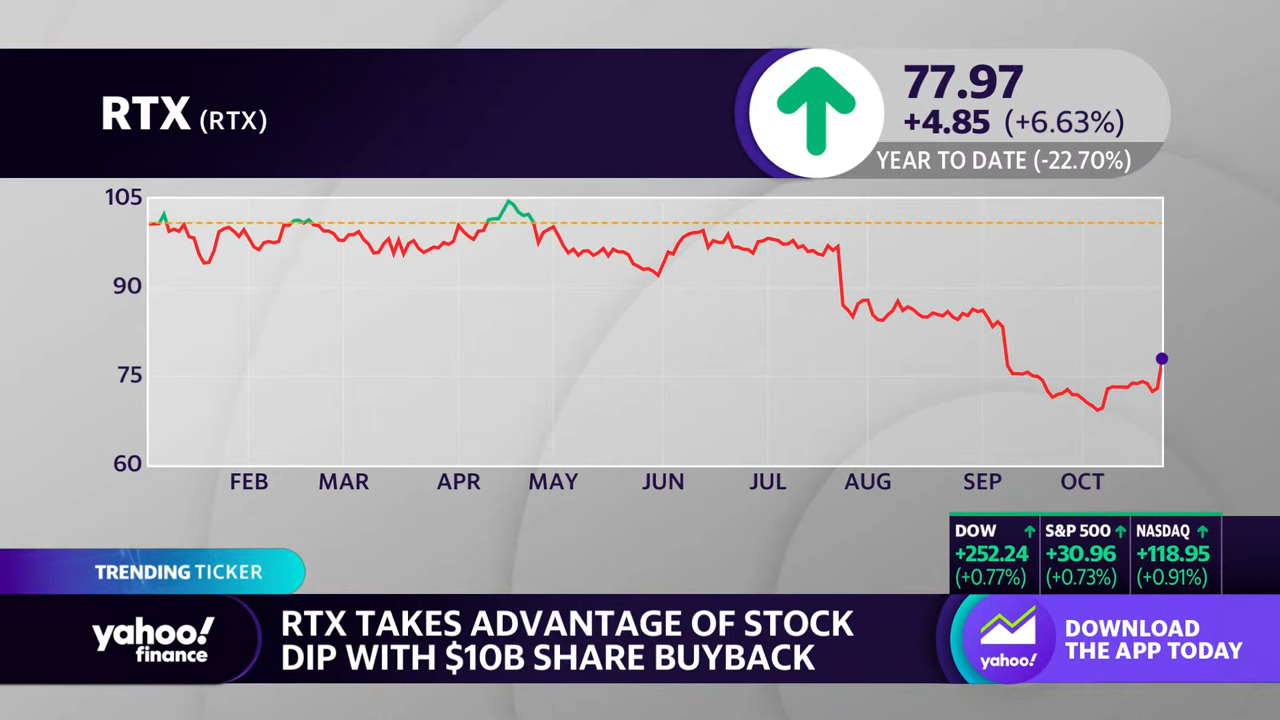 RTX (RTX)
77.97
+4.85 (+6.63%)
YEAR TO DATE (-22.70%)
105
90
75
60
FEB MAR APR MAY JUN JUL AUG SEP OCT
DOW
+252.24
(+0.77%)
S&P 500
+30.96
(+0.73%)
NASDAQ
+118.95
(+0.91%)
TRENDING TICKER
yahoo!
finance
RTX TAKES ADVANTAGE OF STOCK
DIP WITH $10B SHARE BUYBACK
yahoo!
DOWNLOAD
THE APP TODAY